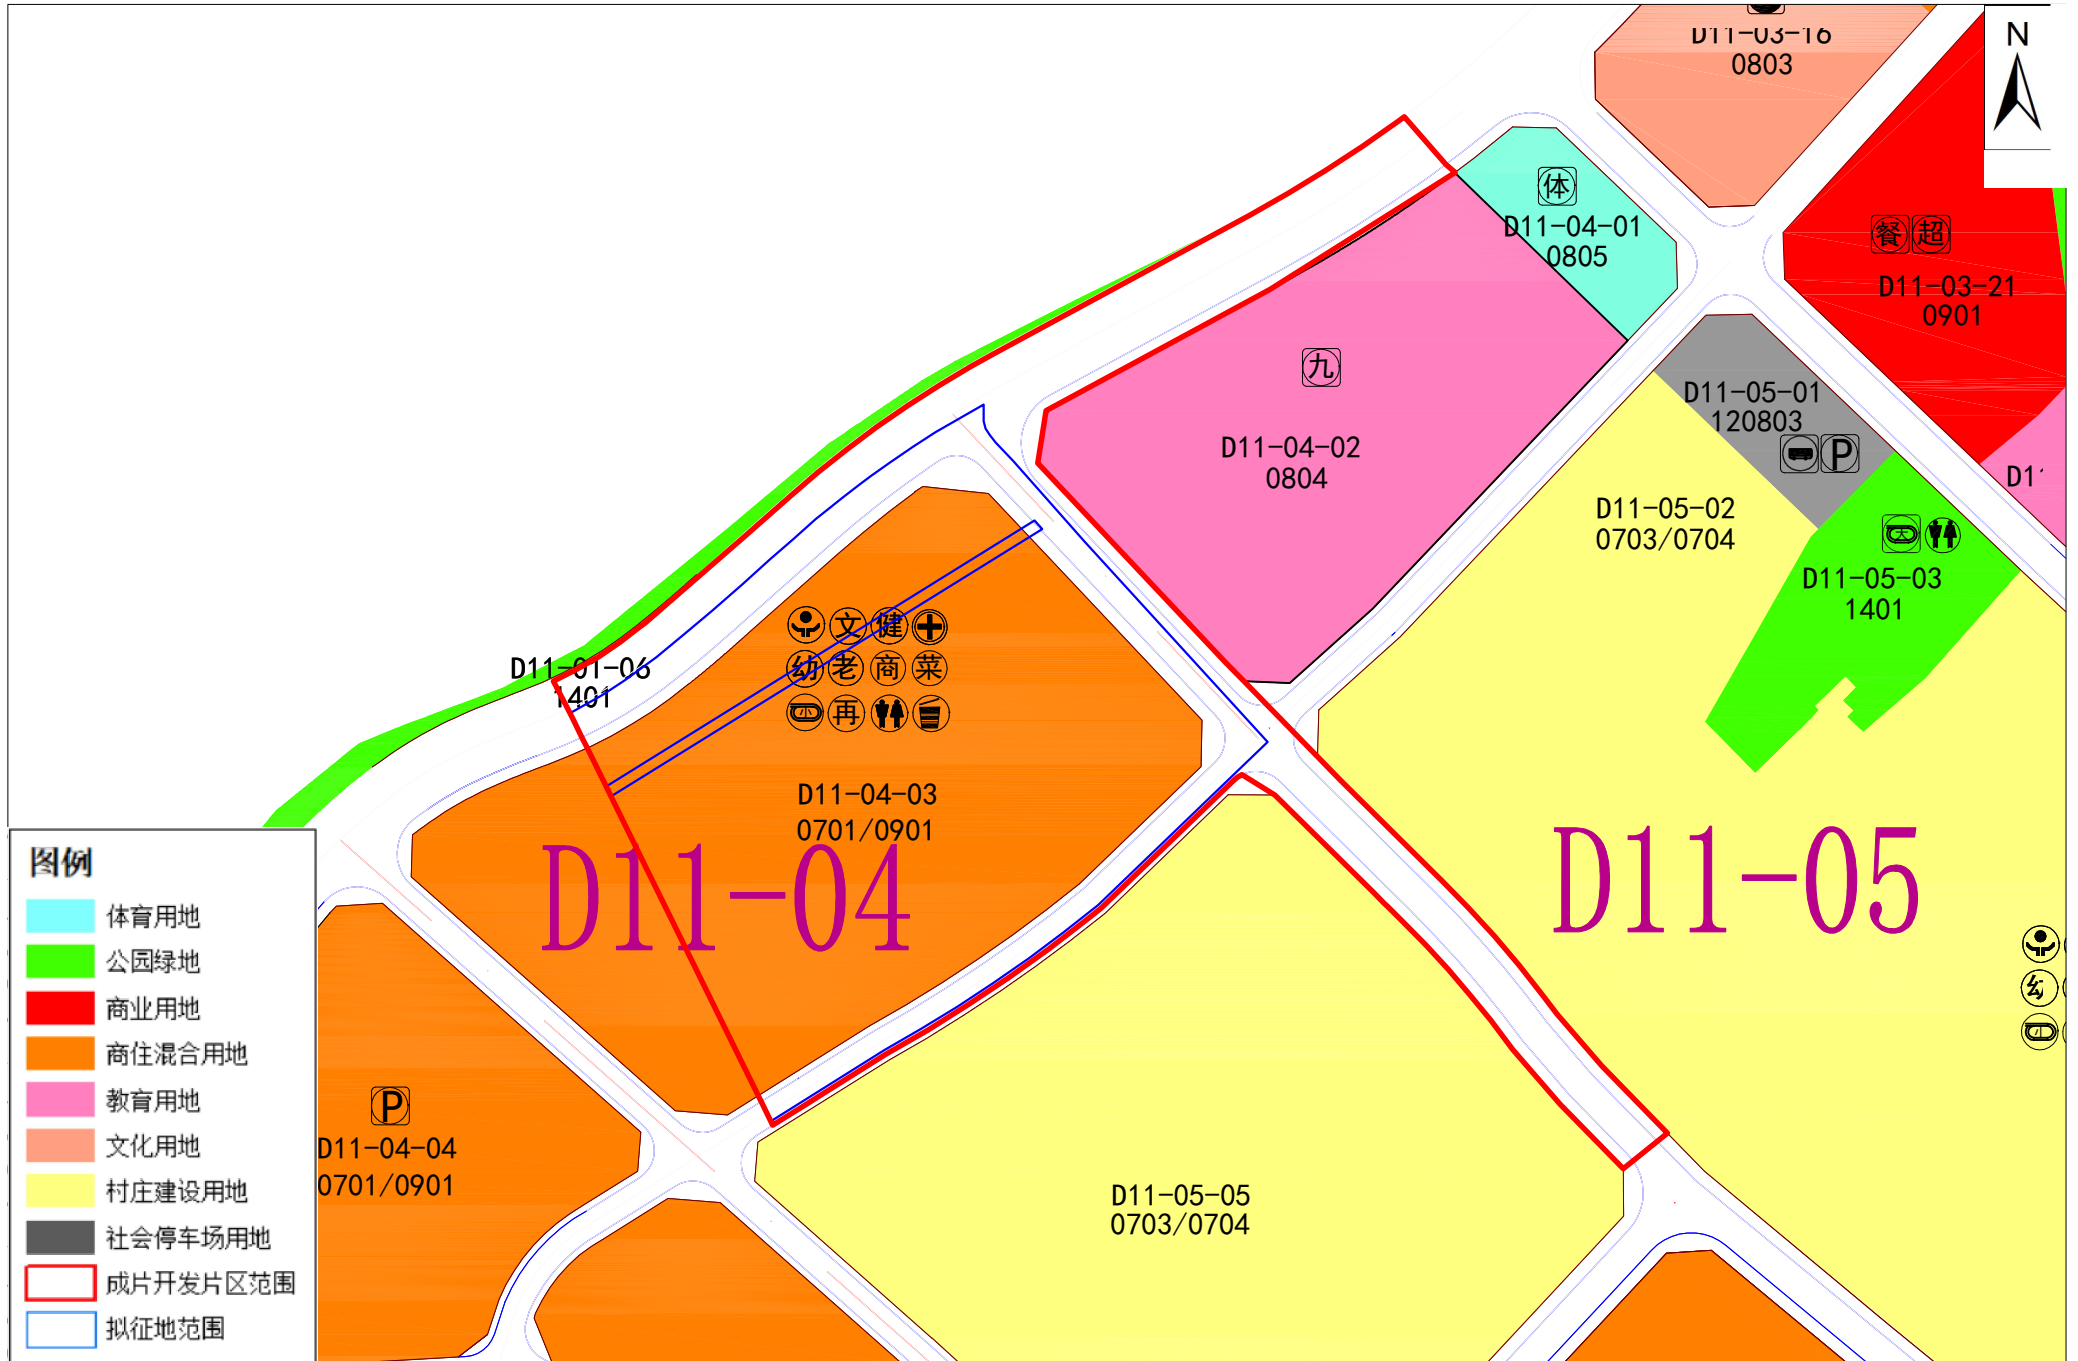 D11-03-16
0803
N
体
D11-04-01
0805
餐 超
D11-03-21
0901
九
D11-04-02
0804
D11-05-01
120803
P
D11-05-02
0703/0704
D11-05-03
1401
D11-01-06
1401
文 健
幼 老 商 菜
小 再
D11-04-03
0701/0901
D11-04
D11-05
幼
P
D11-04-04
0701/0901
D11-05-05
0703/0704
图例
体育用地
公园绿地
商业用地
商住混合用地
教育用地
文化用地
村庄建设用地
社会停车场用地
成片开发片区范围
拟征地范围